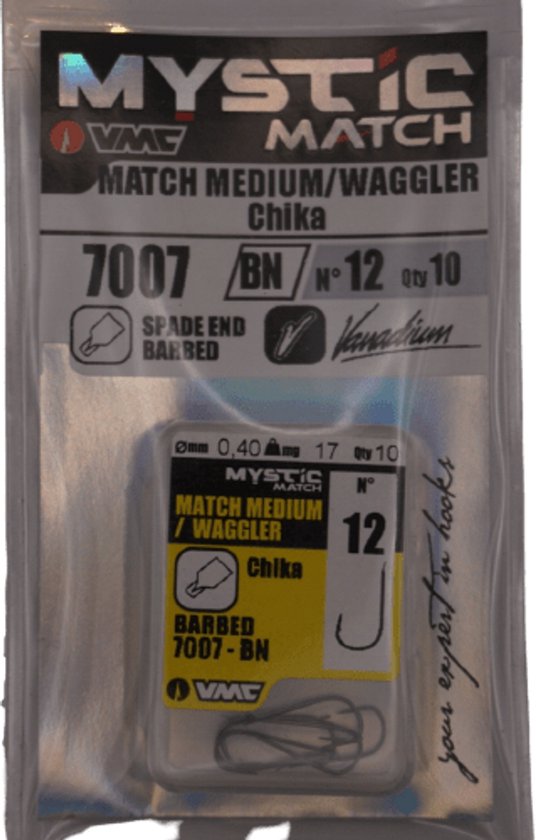 MYSTIC
MATCH
VMC
MATCH MEDIUM/WAGGLER
Chika
7007 BN N° 12 Qty 10
SPADE END
BARBED
Vanadium
Ømm 0,40 mg 17 Qty 10
MYSTIC
MATCH
N°
MATCH MEDIUM
/ WAGGLER
12
Chika
BARBED
7007 - BN
VMC
your expert in hooks